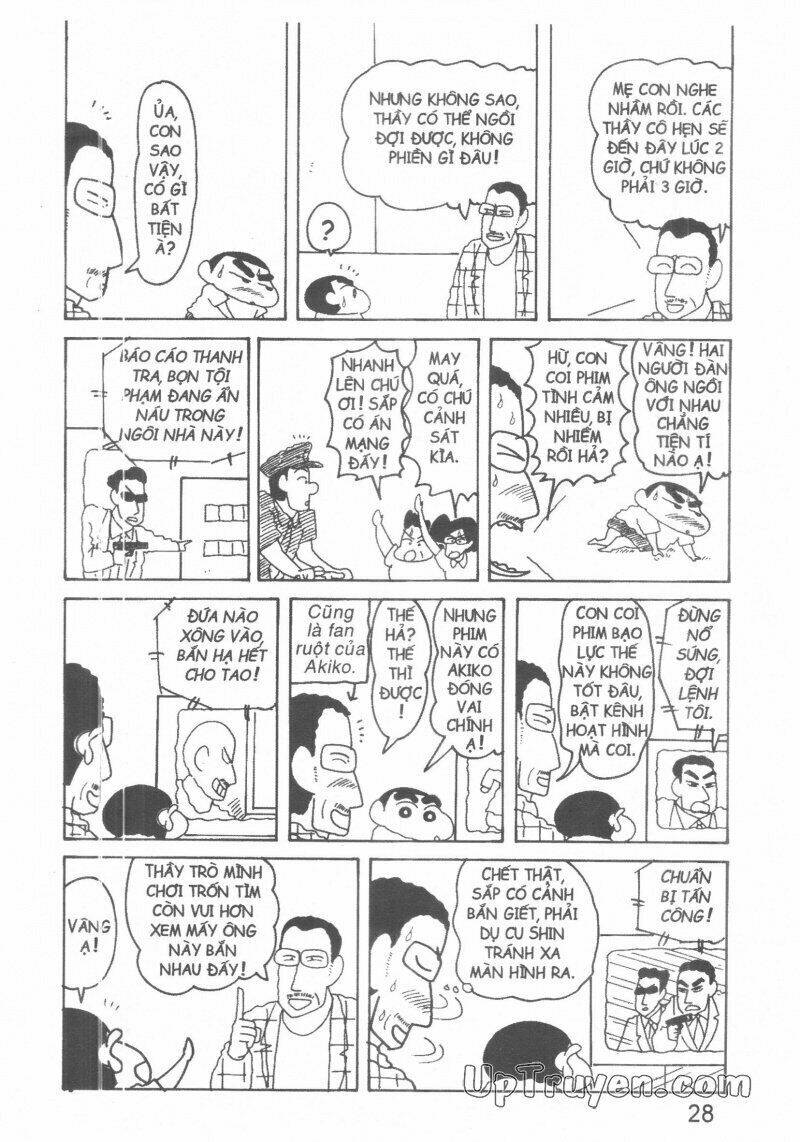 MẸ CON NGHE
NHẦM RỒI. CÁC
THẦY CÔ HẸN SẼ
ĐẾN ĐÂY LÚC 2
GIỜ, CHỨ KHÔNG
PHẢI 3 GIỜ.
NHƯNG KHÔNG SAO,
THẦY CÓ THỂ NGỒI
ĐỢI ĐƯỢC, KHÔNG
PHIỀN GÌ ĐÂU!
?
ỦA,
CON
SAO
VẬY,
CÓ GÌ
BẤT
TIỆN
À?
VÂNG! HAI
NGƯỜI ĐÀN
ÔNG NGỒI
VỚI NHAU
CHẲNG
TIỆN TÍ
NÀO Ạ!
HỪ, CON
COI PHIM
TÌNH CẢM
NHIỀU, BỊ
NHIỄM
RỒI HẢ?
MAY
QUÁ,
CÓ CHÚ
CẢNH
SÁT
KÌA.
NHANH
LÊN CHÚ
ƠI! SẮP
CÓ ÁN
MẠNG
ĐẤY!
BÁO CÁO THANH
TRA, BỌN TỘI
PHẠM ĐANG ẨN
NẤU TRONG
NGÔI NHÀ NÀY!
ĐỪNG
NỔ
SÚNG,
ĐỢI
LỆNH
TÔI.
CON COI
PHIM BẠO
LỰC THẾ
NÀY KHÔNG
TỐT ĐÂU,
BẬT KÊNH
HOẠT HÌNH
MÀ COI.
NHƯNG
PHIM
NÀY CÓ
AKIKO
ĐÓNG
VAI
CHÍNH
Ạ!
THẾ
HẢ?
THẾ
THÌ
ĐƯỢC
!
Cũng
là fan
ruột của
Akiko.
ĐỨA NÀO
XÔNG VÀO,
BẮN HẠ HẾT
CHO TAO!
CHUẨN
BỊ TẤN
CÔNG!
CHẾT THẬT,
SẮP CÓ CẢNH
BẮN GIẾT, PHẢI
DỤ CU SHIN
TRÁNH XA
MÀN HÌNH RA.
THẦY TRÒ MÌNH
CHƠI TRỐN TÌM
CÒN VUI HƠN
XEM MẤY ÔNG
NÀY BẮN
NHAU ĐẤY!
VÂNG
Ạ!
UpTruyen.com
28